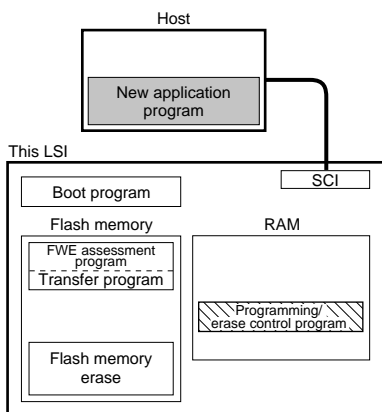 Host
New application
program
This LSI
SCI
Boot program
Flash memory
RAM
FWE assessment
program
Transfer program
Programming/
erase control program
Flash memory
erase